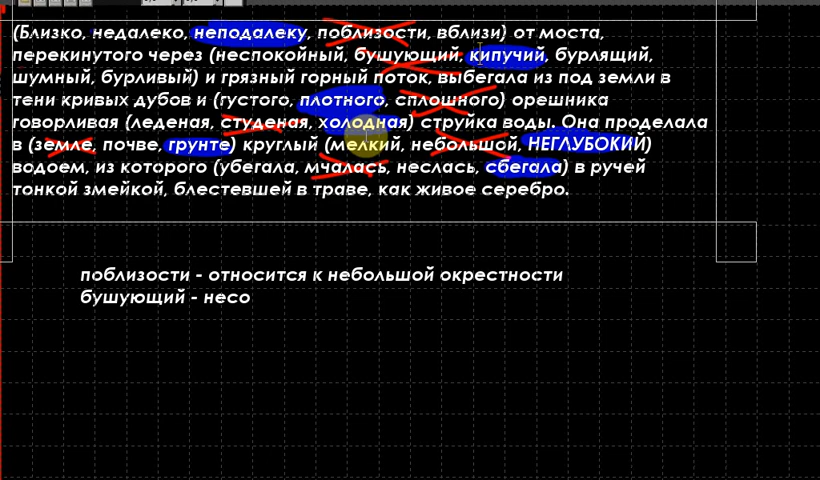 (Близко, недалеко, неподалеку, поблизости, вблизи) от моста,
перекинутого через (неспокойный, бушующий, кипучий, бурлящий,
шумный, бурливый) и грязный горный поток, выбегала из под земли в
тени кривых дубов и (густого, плотного, сплошного) орешника
говорливая (леденая, студеная, холодная) струйка воды. Она проделала
в (земле, почве, грунте) круглый (мелкий, небольшой, НЕГЛУБОКИЙ)
водоем, из которого (убегала, мчалась, неслась, сбегала) в ручей
тонкой змейкой, блестевшей в траве, как живое серебро.
поблизости - относится к небольшой окрестности
бушующий - несо